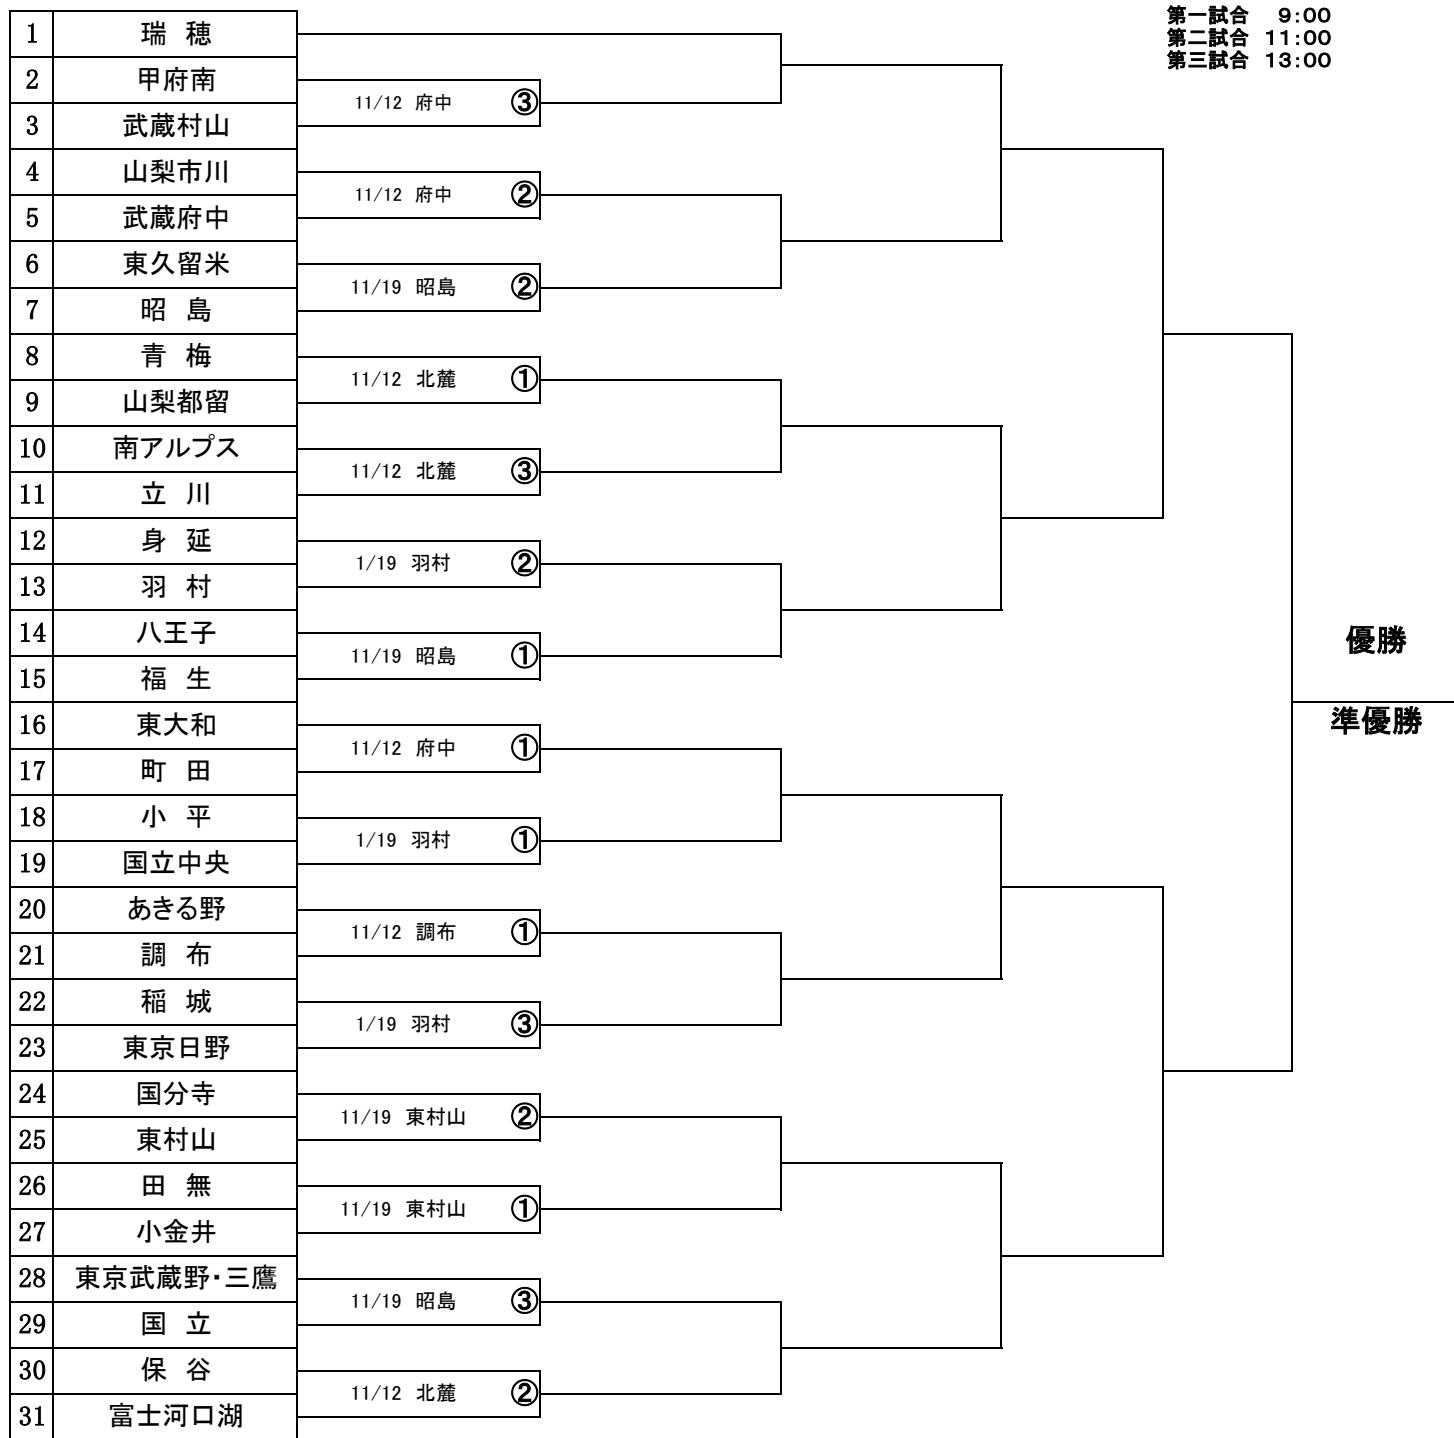 第一試合 9:00
第二試合 11:00
第三試合 13:00
1 瑞 穂
2 甲府南
11/12 府中 ③
3 武蔵村山
4 山梨市川
11/12 府中 ②
5 武蔵府中
6 東久留米
11/19 昭島 ②
7 昭 島
8 青 梅
11/12 北麓 ①
9 山梨都留
10 南アルプス
11/12 北麓 ③
11 立 川
12 身 延
1/19 羽村 ②
13 羽 村
14 八王子
11/19 昭島 ①
15 福 生
16 東大和
11/12 府中 ①
17 町 田
18 小 平
1/19 羽村 ①
19 国立中央
20 あきる野
11/12 調布 ①
21 調 布
22 稲 城
1/19 羽村 ③
23 東京日野
24 国分寺
11/19 東村山 ②
25 東村山
26 田 無
11/19 東村山 ①
27 小金井
28 東京武蔵野・三鷹
11/19 昭島 ③
29 国 立
30 保 谷
11/12 北麓 ②
31 富士河口湖
優勝
準優勝